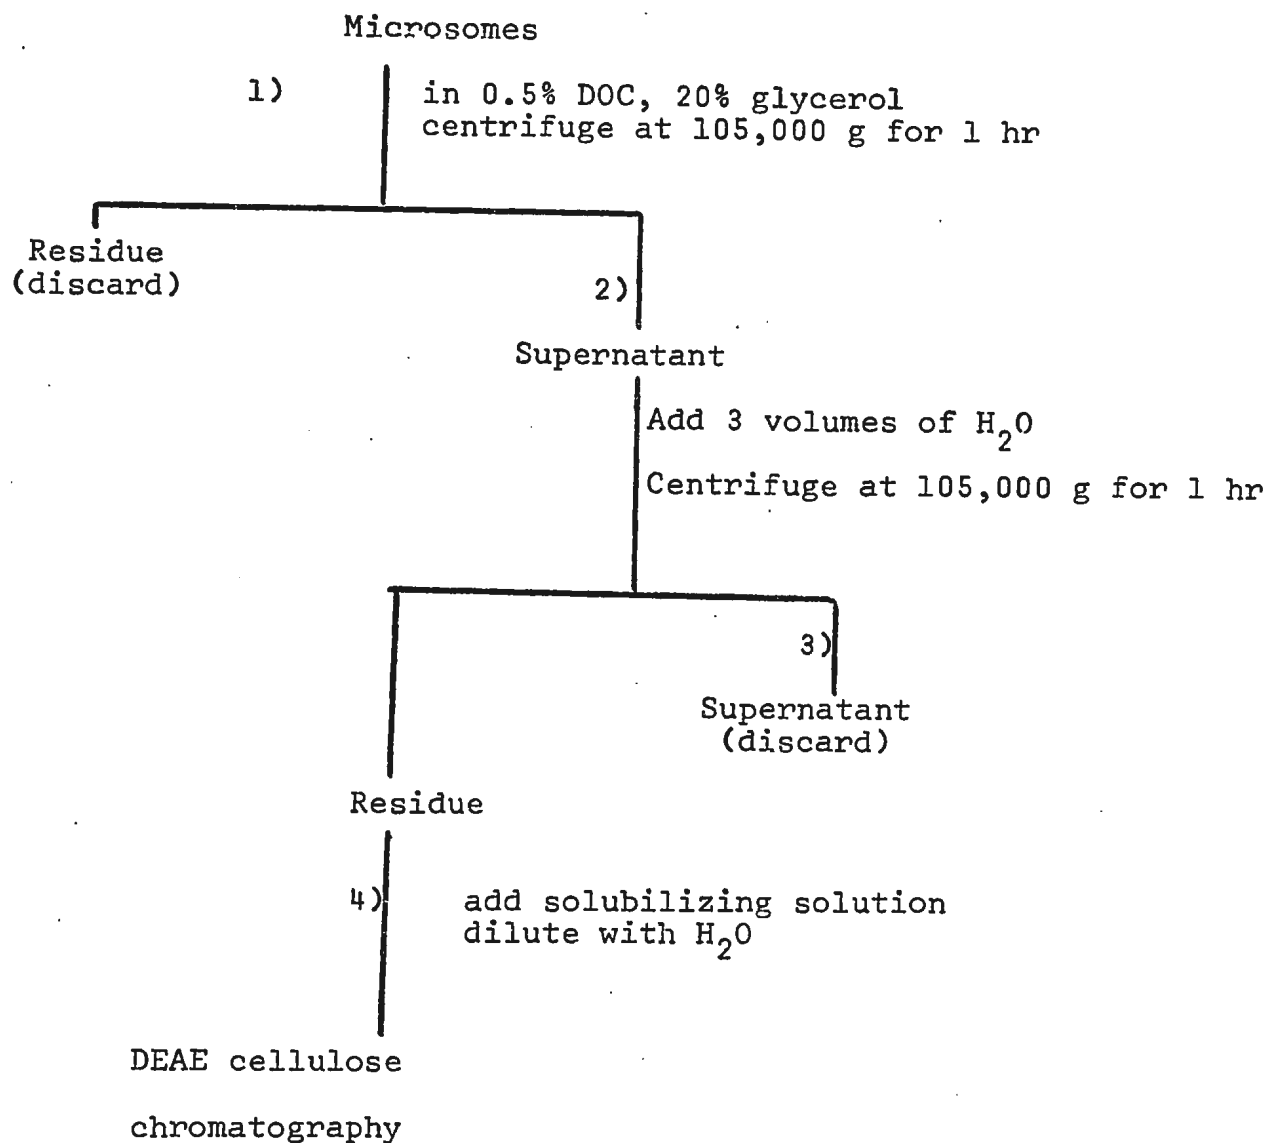 Microsomes
1)
in 0.5% DOC, 20% glycerol
centrifuge at 105,000 g for 1 hr
Residue
(discard)
2)
Supernatant
Add 3 volumes of H₂O
Centrifuge at 105,000 g for 1 hr
3)
Supernatant
(discard)
Residue
4)
add solubilizing solution
dilute with H₂O
DEAE cellulose
chromatography